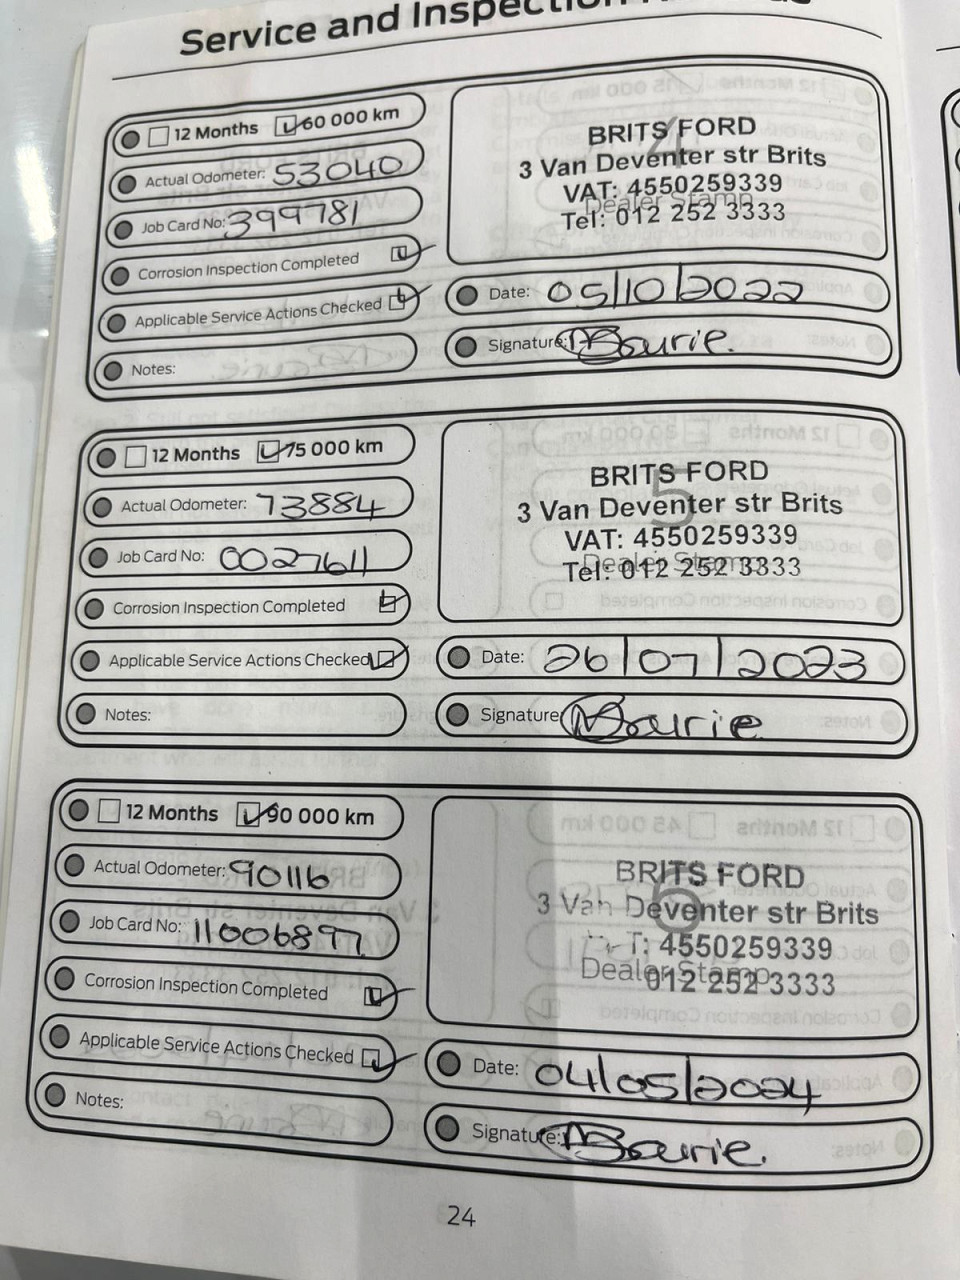 Service and Inspection
12 Months 60 000 km
Actual Odometer: 53040
Job Card No: 399781
Corrosion Inspection Completed
Applicable Service Actions Checked
Notes:
4
BRITS FORD
3 Van Deventer str Brits
VAT: 4550259339
Dealer Stamp
Tel: 012 252 3333
Date: 05/10/2022
Signature: Bourie.
12 Months 75 000 km
Actual Odometer: 73884
Job Card No: 0027611
Corrosion Inspection Completed
Applicable Service Actions Checked
Notes:
5
BRITS FORD
3 Van Deventer str Brits
VAT: 4550259339
Dealer Stamp
Tel: 012 252 3333
Date: 26/07/2023
Signature: Bourie
12 Months 90 000 km
Actual Odometer: 90116
Job Card No: 11006897
Corrosion Inspection Completed
Applicable Service Actions Checked
Notes:
6
BRITS FORD
3 Van Deventer str Brits
T: 4550259339
Dealer Stamp
012 252 3333
Date: 04/05/2024
Signature: Bourie.
24